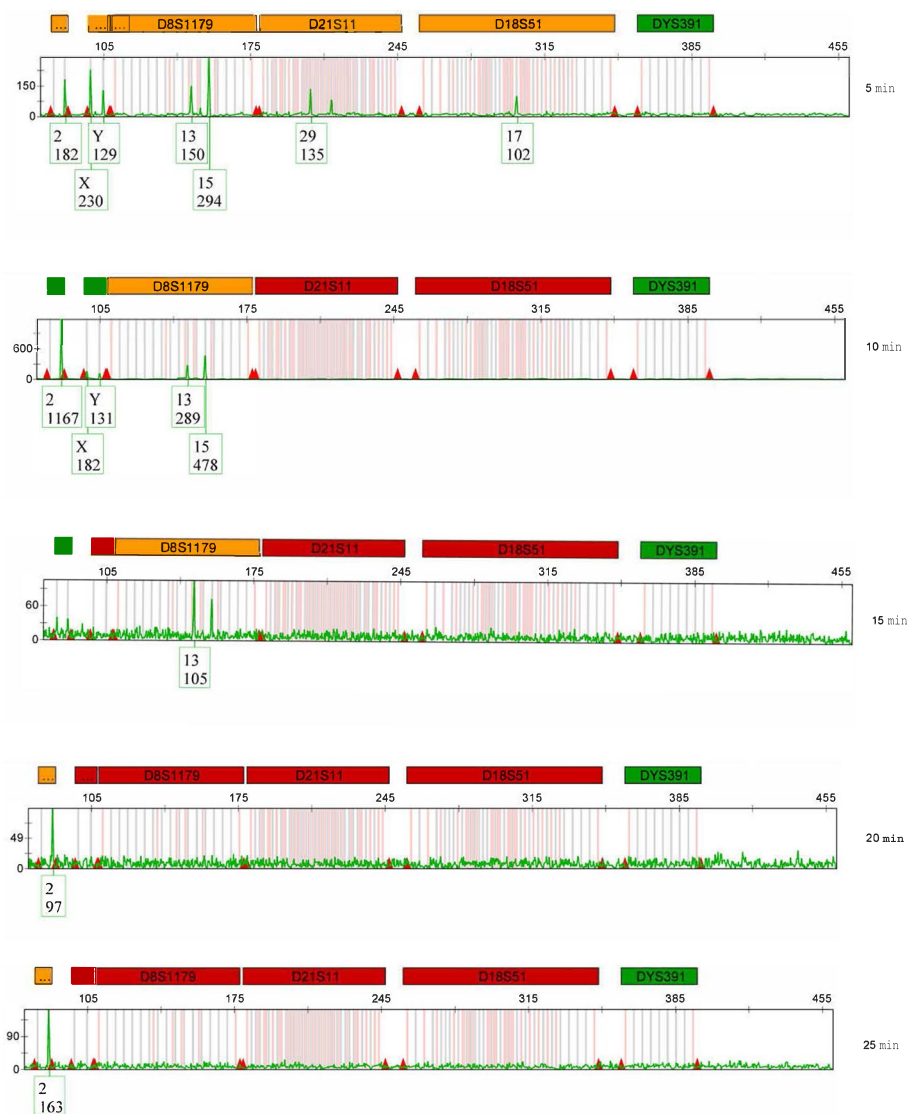 ... ... D8S1179 D21S11 D18S51 DYS391
105 175 245 315 385 455
150
0
5 min
2 Y 13 29 17
182 129 150 135 102
X 15
230 294
D8S1179 D21S11 D18S51 DYS391
105 175 245 315 385 455
600
0
10 min
2 Y 13
1167 131 289
X 15
182 478
D8S1179 D21S11 D18S51 DYS391
105 175 245 315 385 455
60
0
15 min
13
105
... ... D8S1179 D21S11 D18S51 DYS391
105 175 245 315 385 455
49
0
20 min
2
97
... D8S1179 D21S11 D18S51 DYS391
105 175 245 315 385 455
90
0
25 min
2
163